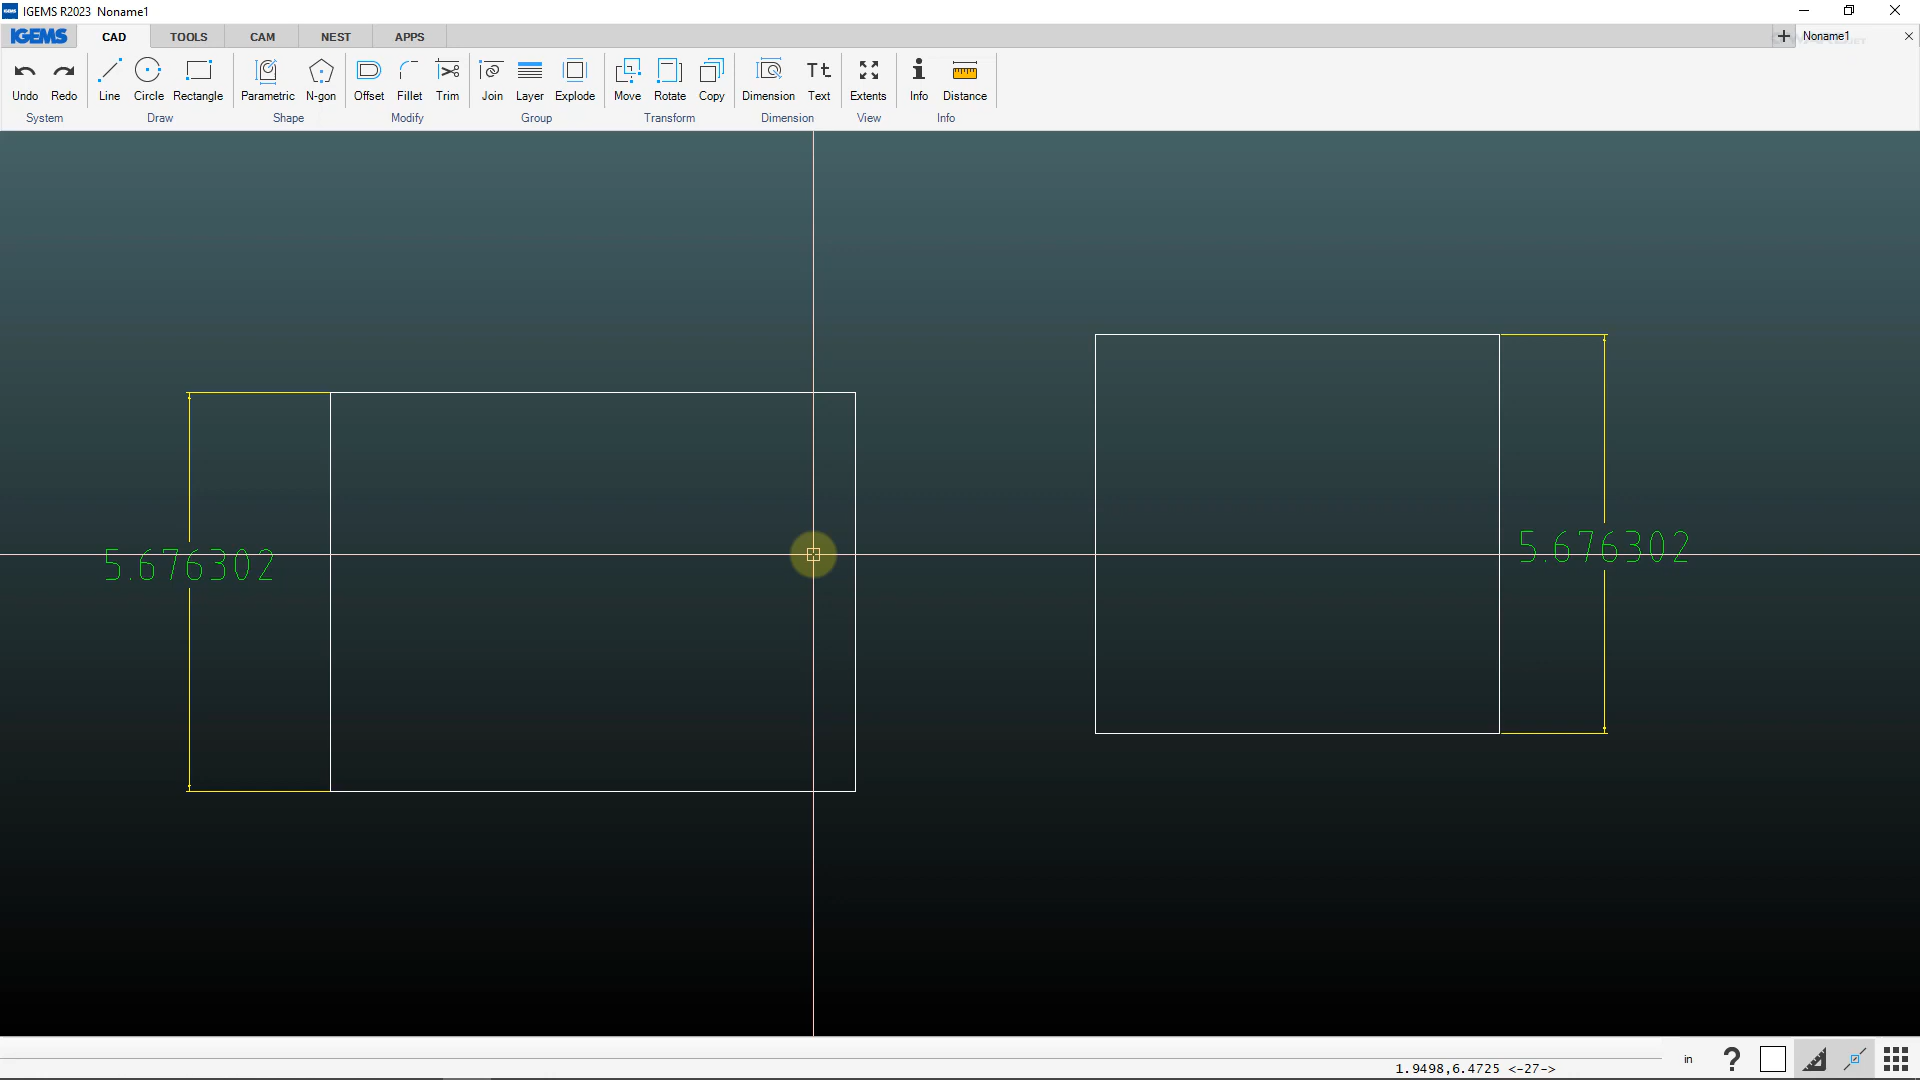 IGEMS R2023 Noname1
IGEMS CAD TOOLS CAM NEST APPS
Noname1
Undo Redo Line Circle Rectangle Parametric N-gon Offset Fillet Trim Join Layer Explode Move Rotate Copy Dimension Text Extents Info Distance
System Draw Shape Modify Group Transform Dimension View Info
5.676302
5.676302
in
1.9498,6.4725 <-27->